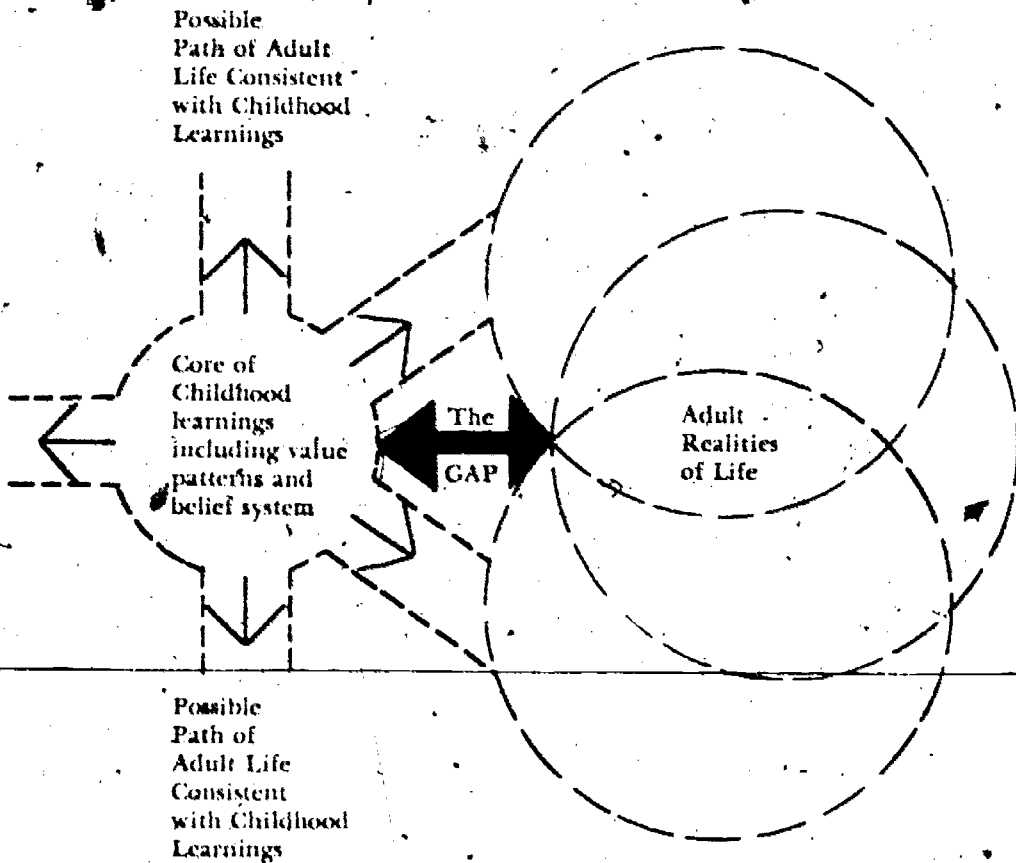 Possible
Path of Adult
Life Consistent
with Childhood
Learnings
Core of
Childhood
learnings
including value
patterns and
belief system
The
GAP
Adult
Realities
of Life
Possible
Path of
Adult Life
Consistent
with Childhood
Learnings